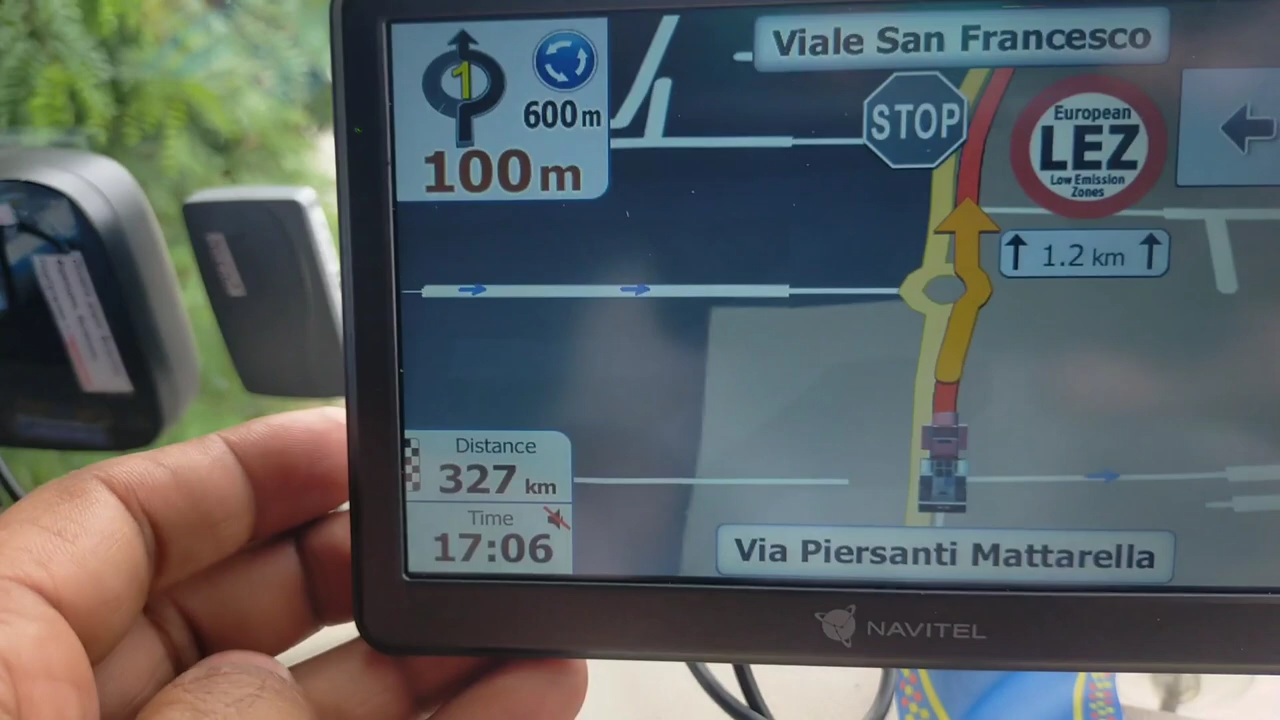 Viale San Francesco
1
600 m
100 m
STOP
European
LEZ
Low Emission
Zones
1.2 km
Distance
327 km
Time
17:06
Via Piersanti Mattarella
NAVITEL